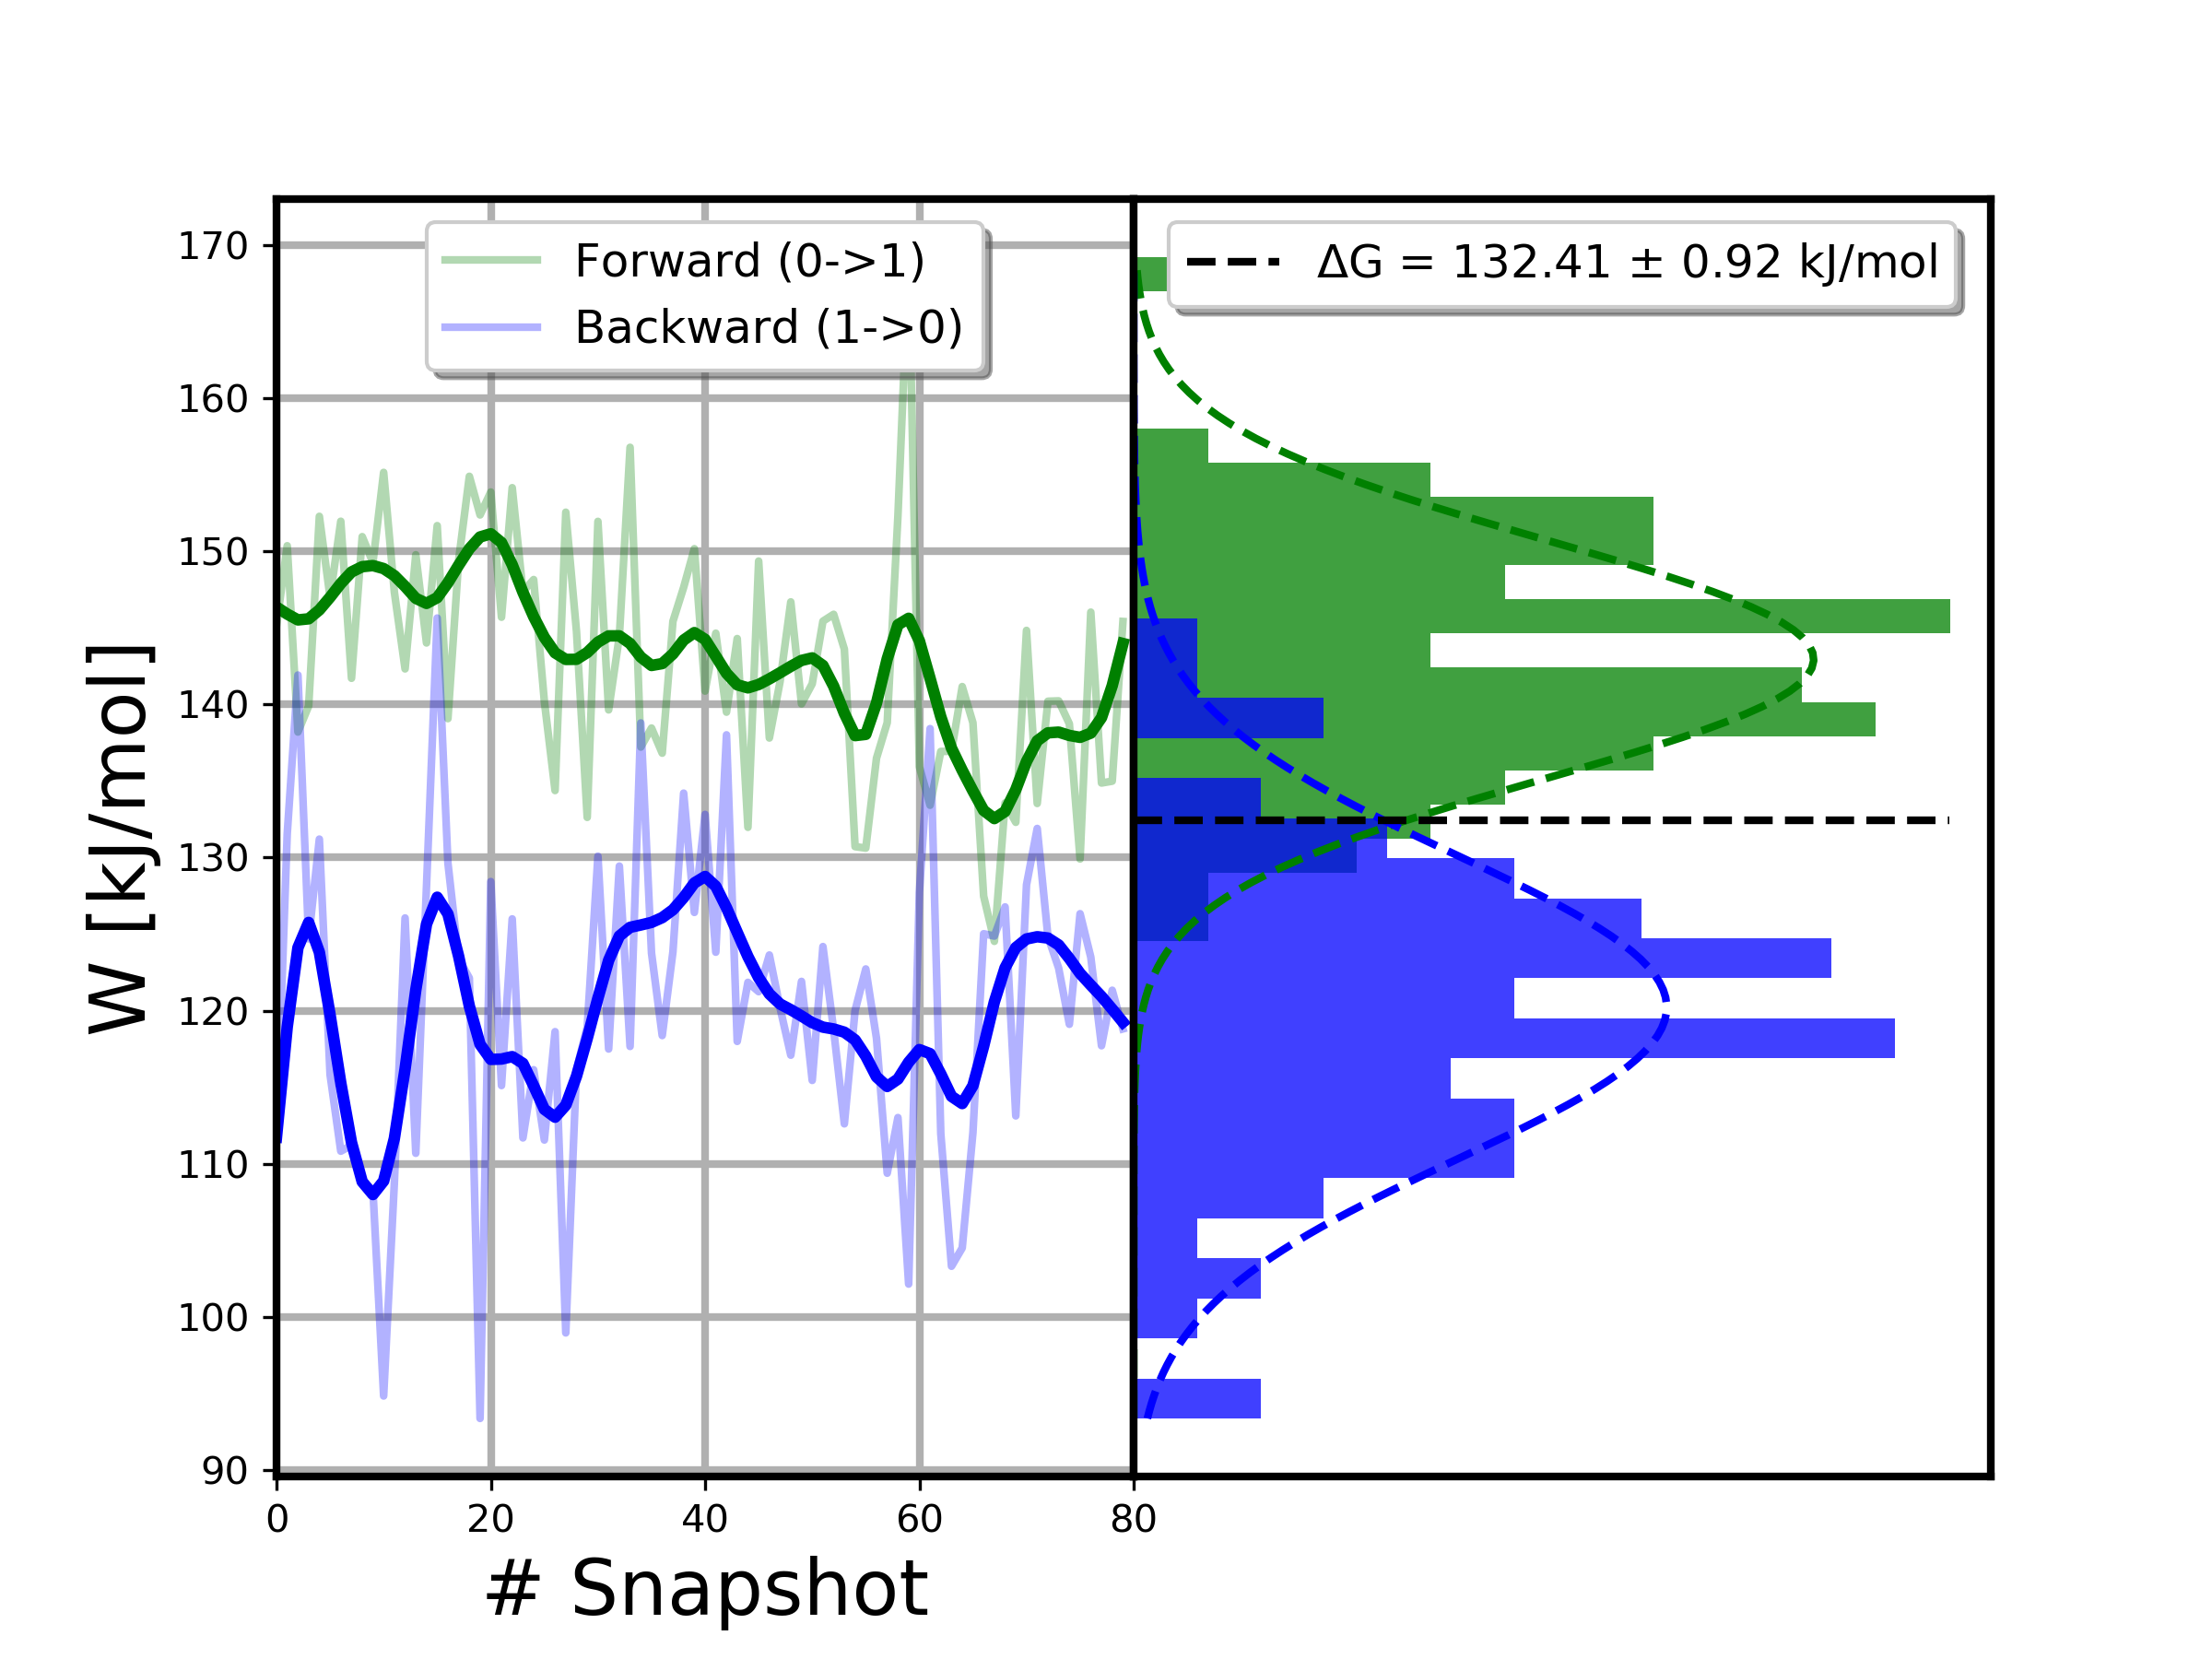 170
160
150
140
130
120
110
100
90
W [kJ/mol]
0 20 40 60 80
# Snapshot
Forward (0->1)
Backward (1->0)
ΔG = 132.41 ± 0.92 kJ/mol